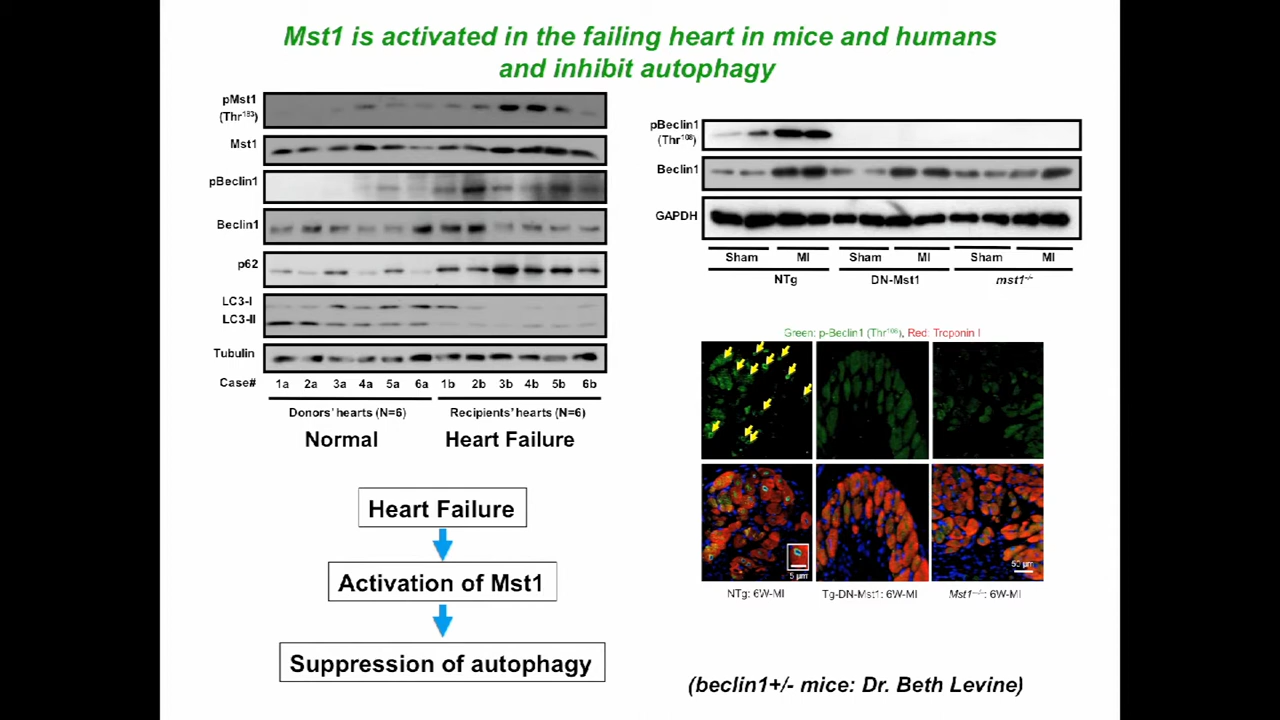 Mst1 is activated in the failing heart in mice and humans
and inhibit autophagy
pMst1
(Thr¹⁸³)
Mst1
pBeclin1
Beclin1
p62
LC3-I
LC3-II
Tubulin
Case# 1a 2a 3a 4a 5a 6a 1b 2b 3b 4b 5b 6b
Donors' hearts (N=6) Recipients' hearts (N=6)
Normal Heart Failure
Heart Failure
Activation of Mst1
Suppression of autophagy
pBeclin1
(Thr¹⁰⁸)
Beclin1
GAPDH
Sham MI Sham MI Sham MI
NTg DN-Mst1 mst1⁻/⁻
Green: p-Beclin1 (Thr¹⁰⁸), Red: Troponin I
5 μm
50 μm
NTg: 6W-MI Tg-DN-Mst1: 6W-MI Mst1⁻/⁻: 6W-MI
(beclin1+/- mice: Dr. Beth Levine)